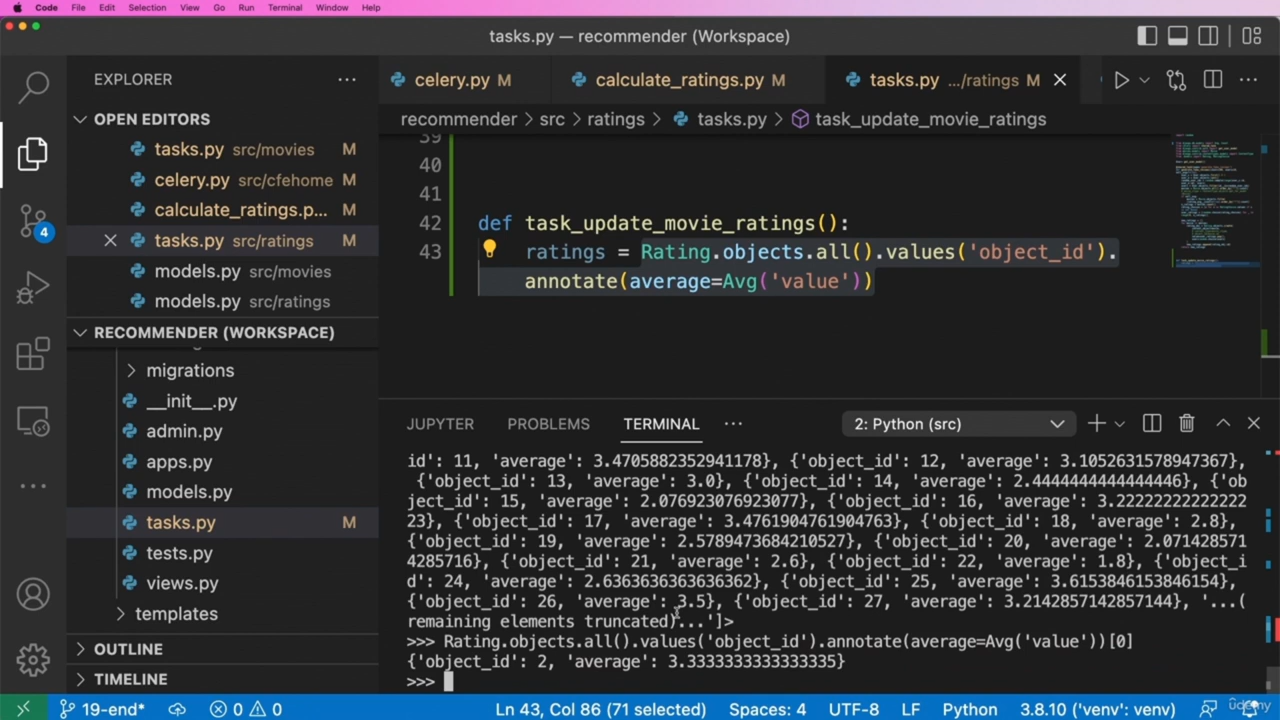 Code File Edit Selection View Go Run Terminal Window Help
tasks.py — recommender (Workspace)
EXPLORER
OPEN EDITORS
tasks.py src/movies M
celery.py src/cfehome M
calculate_ratings.p... M
tasks.py src/ratings M
models.py src/movies
models.py src/ratings
RECOMMENDER (WORKSPACE)
migrations
__init__.py
admin.py
apps.py
models.py
tasks.py M
tests.py
views.py
templates
OUTLINE
TIMELINE
4
celery.py M calculate_ratings.py M tasks.py .../ratings M
recommender > src > ratings > tasks.py > task_update_movie_ratings
39
40
41
42 def task_update_movie_ratings():
43 ratings = Rating.objects.all().values('object_id').
annotate(average=Avg('value'))
JUPYTER PROBLEMS TERMINAL ... 2: Python (src)
id': 11, 'average': 3.4705882352941178}, {'object_id': 12, 'average': 3.1052631578947367},
{'object_id': 13, 'average': 3.0}, {'object_id': 14, 'average': 2.4444444444444446}, {'ob
ject_id': 15, 'average': 2.076923076923077}, {'object_id': 16, 'average': 3.22222222222222
23}, {'object_id': 17, 'average': 3.4761904761904763}, {'object_id': 18, 'average': 2.8},
{'object_id': 19, 'average': 2.5789473684210527}, {'object_id': 20, 'average': 2.071428571
4285716}, {'object_id': 21, 'average': 2.6}, {'object_id': 22, 'average': 1.8}, {'object_i
d': 24, 'average': 2.6363636363636362}, {'object_id': 25, 'average': 3.6153846153846154},
{'object_id': 26, 'average': 3.5}, {'object_id': 27, 'average': 3.2142857142857144}, '...(
remaining elements truncated)...']>
>>> Rating.objects.all().values('object_id').annotate(average=Avg('value'))[0]
{'object_id': 2, 'average': 3.3333333333333335}
>>>
19-end* 0 0 Ln 43, Col 86 (71 selected) Spaces: 4 UTF-8 LF Python 3.8.10 ('venv': venv)
udemy